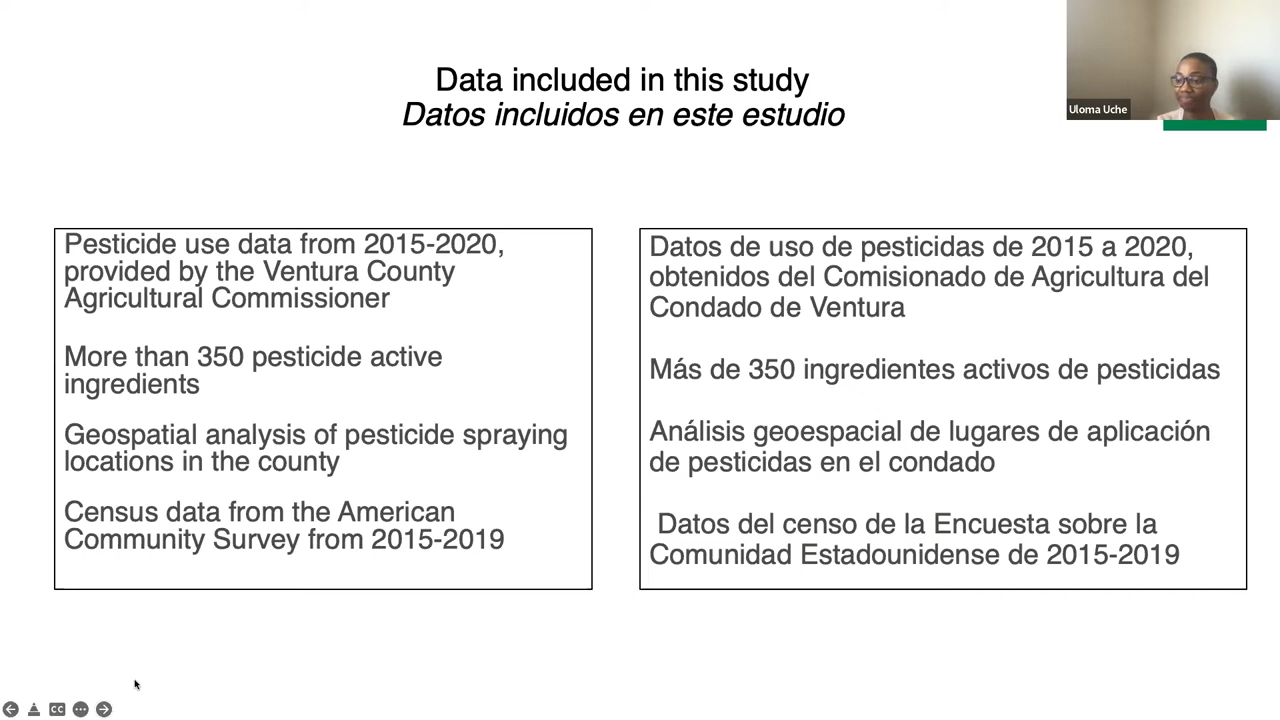 Data included in this study
Datos incluidos en este estudio
Uloma Uche
Pesticide use data from 2015-2020,
provided by the Ventura County
Agricultural Commissioner
More than 350 pesticide active
ingredients
Geospatial analysis of pesticide spraying
locations in the county
Census data from the American
Community Survey from 2015-2019
Datos de uso de pesticidas de 2015 a 2020,
obtenidos del Comisionado de Agricultura del
Condado de Ventura
Más de 350 ingredientes activos de pesticidas
Análisis geoespacial de lugares de aplicación
de pesticidas en el condado
Datos del censo de la Encuesta sobre la
Comunidad Estadounidense de 2015-2019
CC